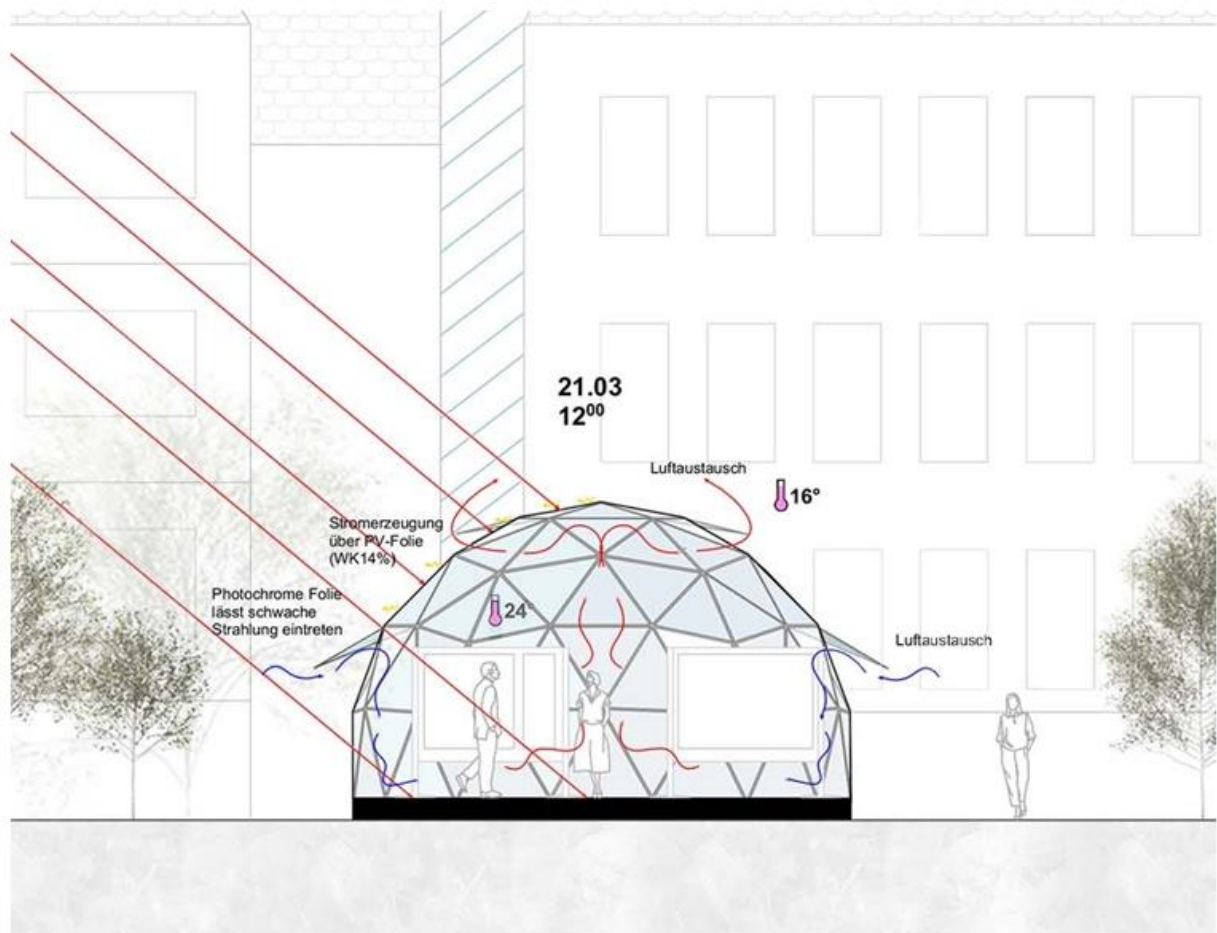 21.03
12⁰⁰
Luftaustausch
16°
Stromerzeugung
über PV-Folie
(WK14%)
Photochrome Folie
lässt schwache
Strahlung eintreten
24°
Luftaustausch